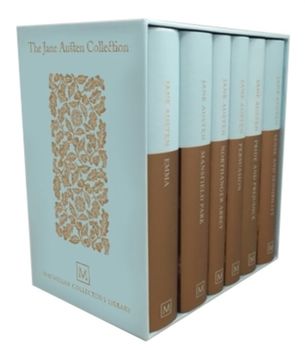 The Jane Austen Collection
M
MACMILLAN COLLECTOR'S LIBRARY
JANE AUSTEN EMMA
JANE AUSTEN MANSFIELD PARK
JANE AUSTEN NORTHANGER ABBEY
JANE AUSTEN PERSUASION
JANE AUSTEN PRIDE AND PREJUDICE
JANE AUSTEN SENSE AND SENSIBILITY
M
M
M
M
M
M